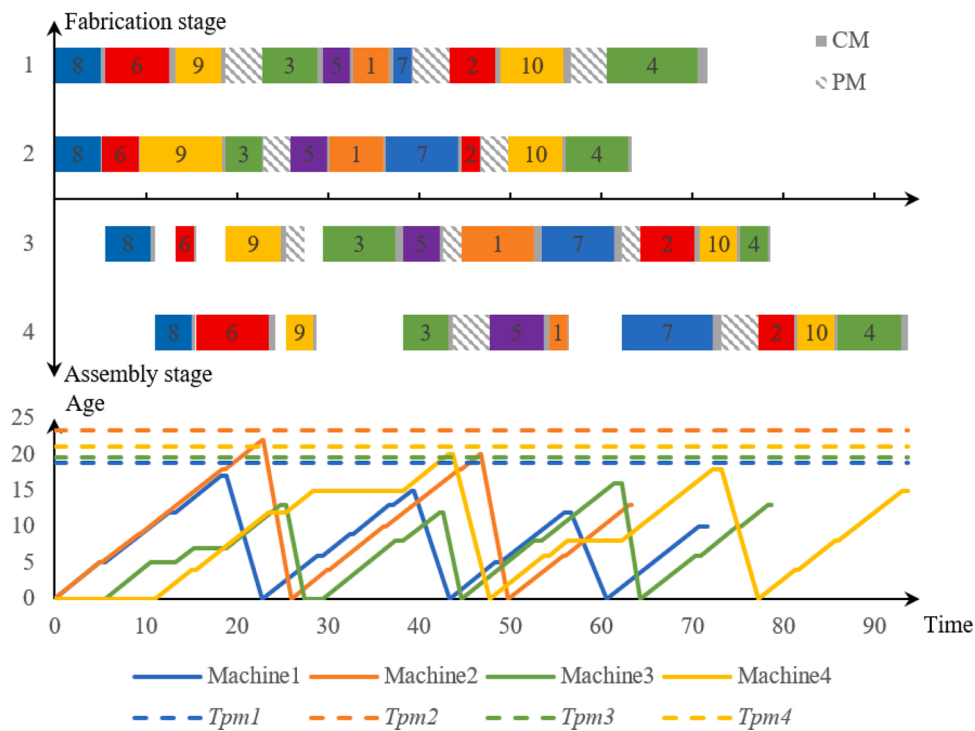 Fabrication stage
1 8 6 9 3 5 1 7 2 10 4
CM
PM
2 8 6 9 3 5 1 7 2 10 4
3 8 6 9 3 5 1 7 2 10 4
4 8 6 9 3 5 1 7 2 10 4
Assembly stage
Age
25
20
15
10
5
0
0 10 20 30 40 50 60 70 80 90 Time
Machine1 Machine2 Machine3 Machine4
Tpm1 Tpm2 Tpm3 Tpm4